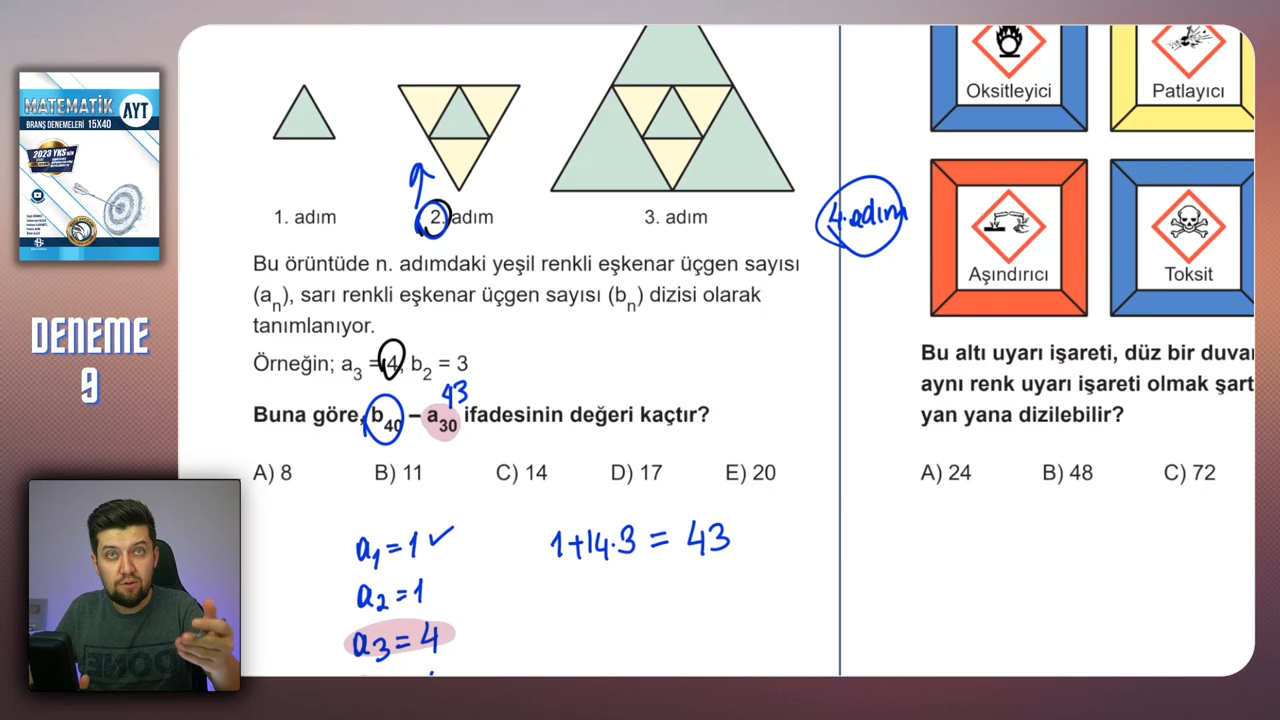 MATEMATİK
AYT
BRANŞ DENEMELERİ 15X40
2023 YKS'NİN
DENEME
9
1. adım
2. adım
3. adım
4. adım
Bu örüntüde n. adımdaki yeşil renkli eşkenar üçgen sayısı
(aₙ), sarı renkli eşkenar üçgen sayısı (bₙ) dizisi olarak
tanımlanıyor.
Örneğin; a₃ = 4, b₂ = 3
43
Buna göre, b₄₀ – a₃₀ ifadesinin değeri kaçtır?
A) 8 B) 11 C) 14 D) 17 E) 20
a₁ = 1 ✓
1+14·3 = 43
a₂ = 1
a₃ = 4
Oksitleyici
Patlayıcı
Aşındırıcı
Toksit
Bu altı uyarı işareti, düz bir duvar
aynı renk uyarı işareti olmak şart
yan yana dizilebilir?
A) 24 B) 48 C) 72